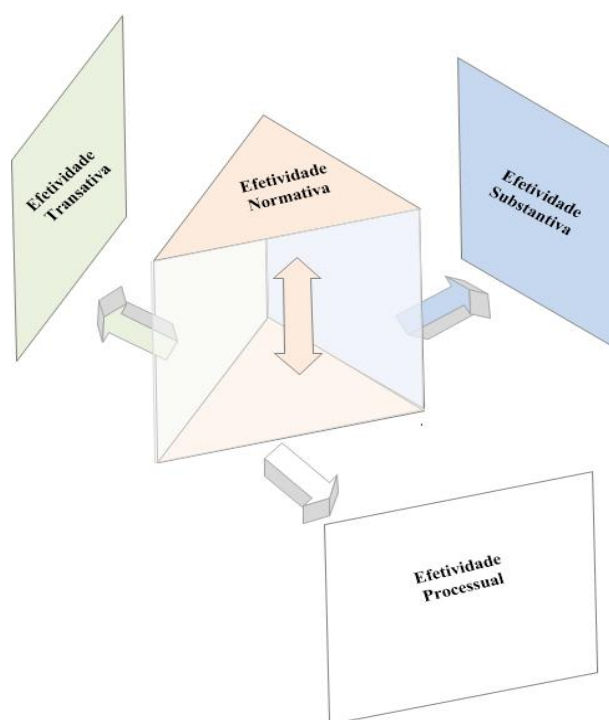 Efetividade
Transativa
Efetividade
Normativa
Efetividade
Substantiva
Efetividade
Processual